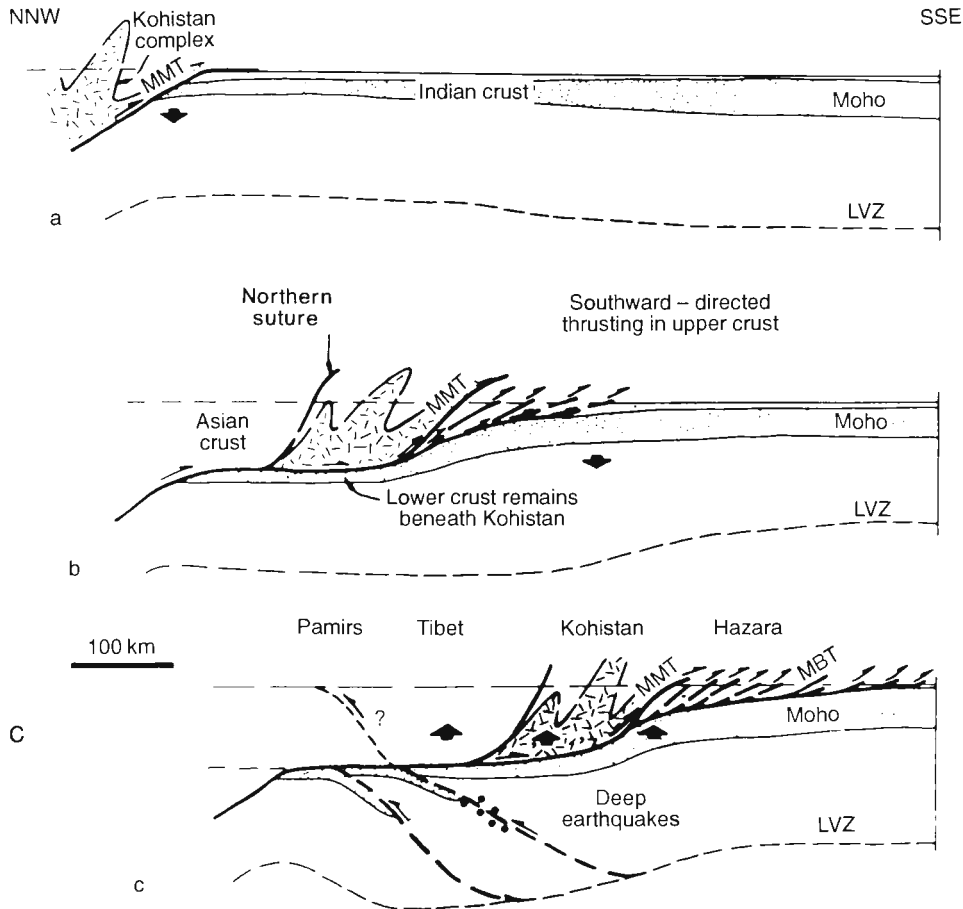 NNW
SSE
Kohistan
complex
MMT
Indian crust
Moho
LVZ
a
Northern
suture
Southward – directed
thrusting in upper crust
MMT
Asian
crust
Moho
Lower crust remains
beneath Kohistan
LVZ
b
100 km
Pamirs
Tibet
Kohistan
Hazara
MMT
MBT
?
C
Moho
Deep
earthquakes
LVZ
c